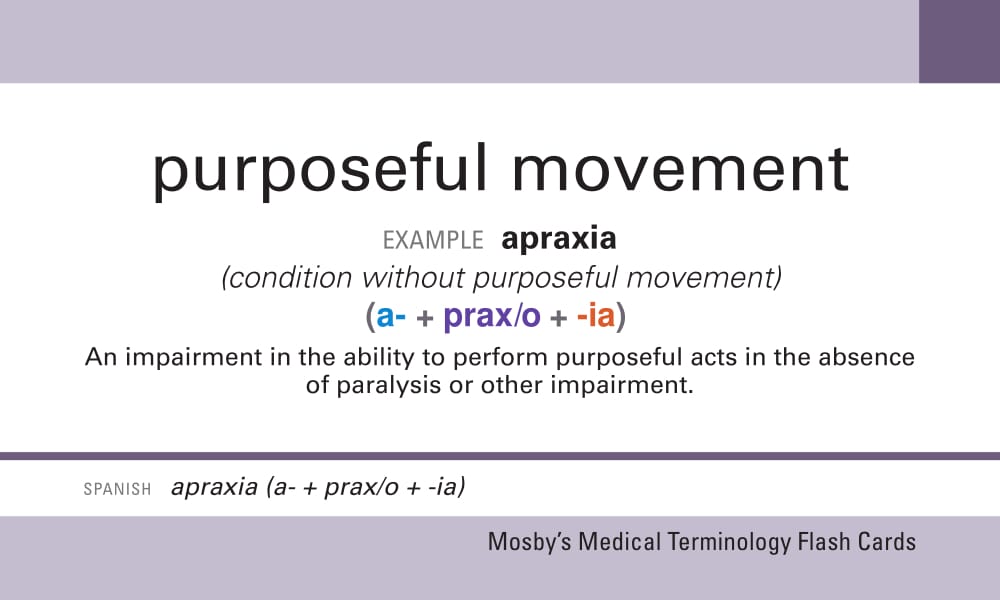 purposeful movement
EXAMPLE apraxia
(condition without purposeful movement)
(a- + prax/o + -ia)
An impairment in the ability to perform purposeful acts in the absence
of paralysis or other impairment.
SPANISH apraxia (a- + prax/o + -ia)
Mosby's Medical Terminology Flash Cards